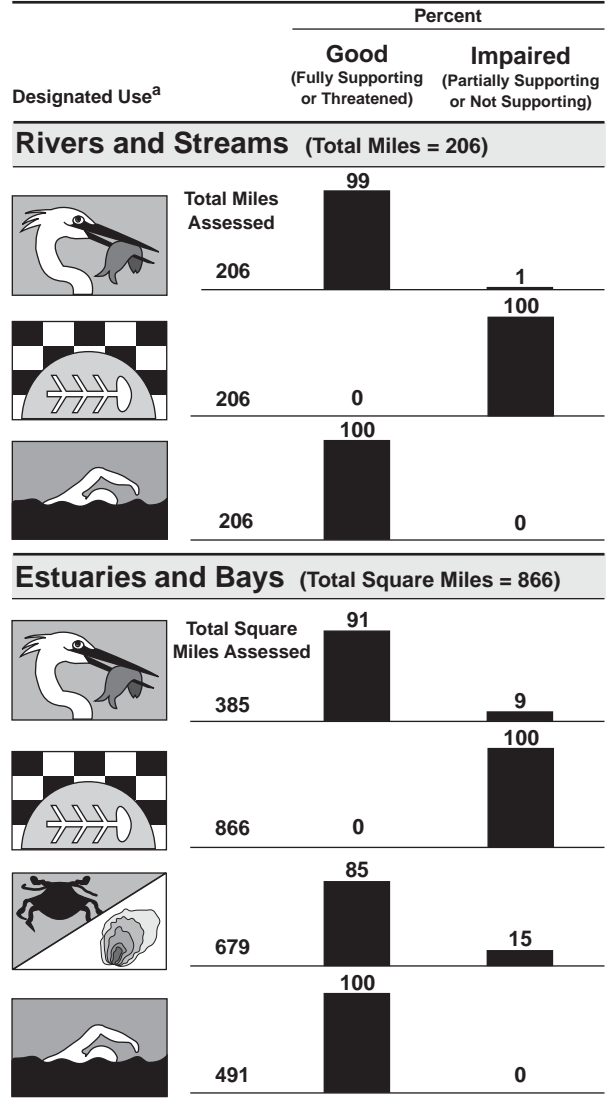 Percent
Good Impaired
(Fully Supporting (Partially Supporting
Designated Useᵃ or Threatened) or Not Supporting)
Rivers and Streams (Total Miles = 206)
99
Total Miles
Assessed
206 1
100
206 0
100
206 0
Estuaries and Bays (Total Square Miles = 866)
91
Total Square
Miles Assessed
385 9
100
866 0
85
679 15
100
491 0